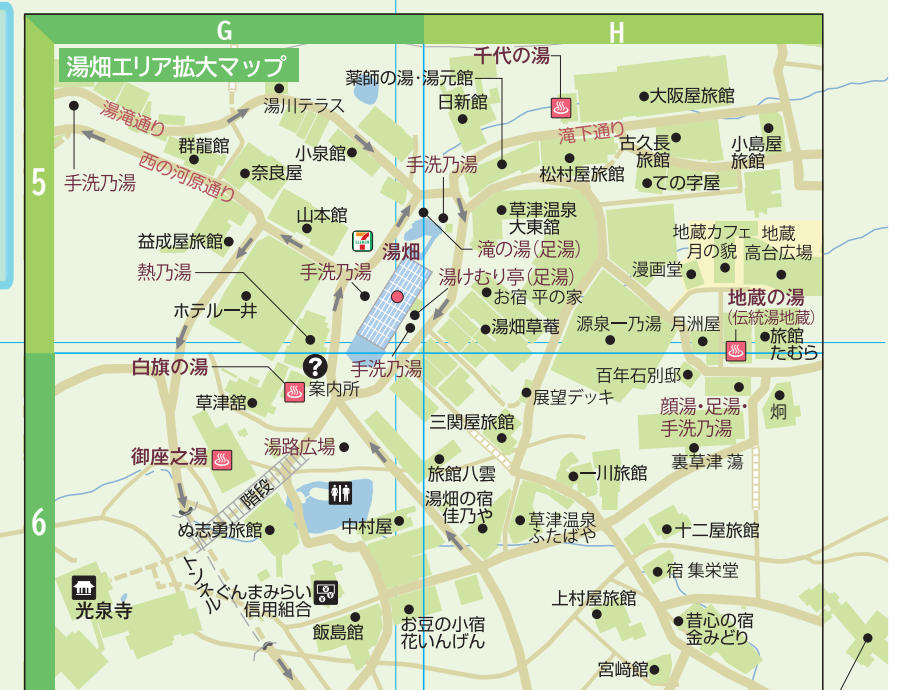 G
H
5
6
湯畑エリア拡大マップ
千代の湯
薬師の湯・湯元館
日新館
大阪屋旅館
湯川テラス
湯滝通り
滝下通り
古久長
旅館
小島屋
旅館
群龍館
小泉館
手洗乃湯
松村屋旅館
手洗乃湯
西の河原通り
奈良屋
ての字屋
山本館
草津温泉
大東舘
益成屋旅館
湯畑
滝の湯(足湯)
地蔵カフェ
月の貌
地蔵
高台広場
熱乃湯
手洗乃湯
湯けむり亭(足湯)
漫画堂
お宿 平の家
地蔵の湯
(伝統湯地蔵)
ホテル一井
湯畑草菴
源泉一乃湯
月洲屋
旅館
たむら
白旗の湯
?
案内所
手洗乃湯
百年石別邸
草津舘
展望デッキ
顔湯・足湯・
手洗乃湯
炯
三関屋旅館
御座之湯
湯路広場
裏草津 蕩
旅館八雲
一川旅館
階段
湯畑の宿
佳乃や
ぬ志勇旅館
中村屋
草津温泉
ふたばや
十二屋旅館
トンネル
宿 集栄堂
光泉寺
ぐんまみらい
信用組合
上村屋旅館
飯島館
お豆の小宿
花いんげん
昔心の宿
金みどり
宮﨑館